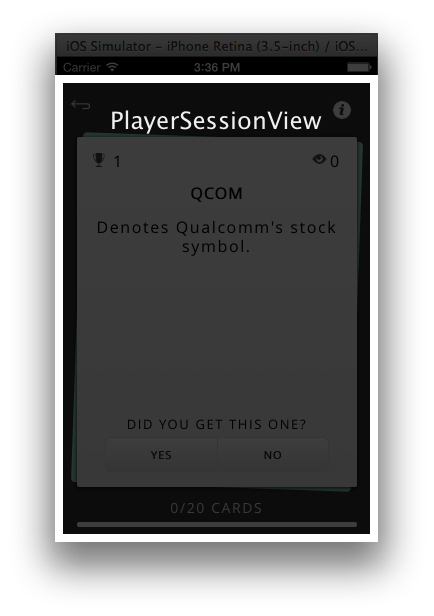 iOS Simulator – iPhone Retina (3.5-inch) / iOS...
Carrier 3:36 PM
PlayerSessionView
1 0
QCOM
Denotes Qualcomm's stock
symbol.
DID YOU GET THIS ONE?
YES NO
0/20 CARDS